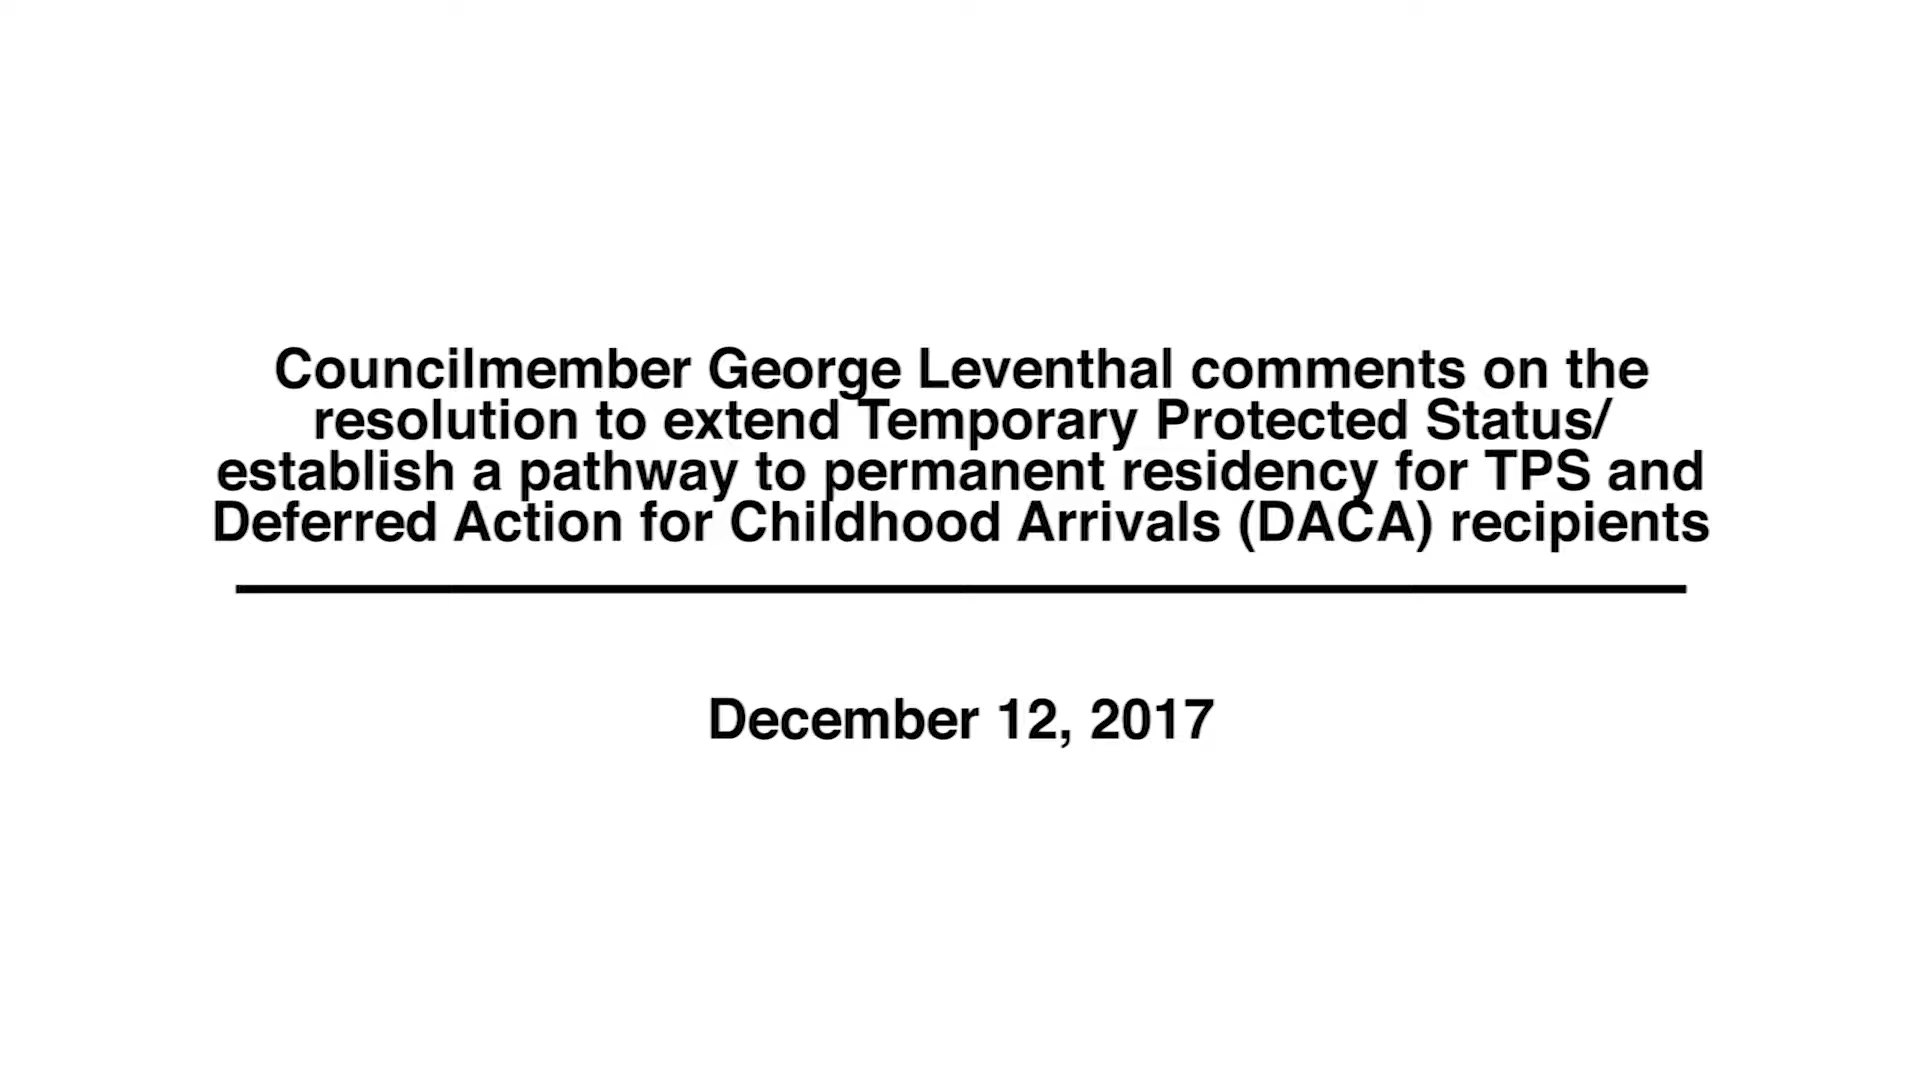 Councilmember George Leventhal comments on the
resolution to extend Temporary Protected Status/
establish a pathway to permanent residency for TPS and
Deferred Action for Childhood Arrivals (DACA) recipients
December 12, 2017